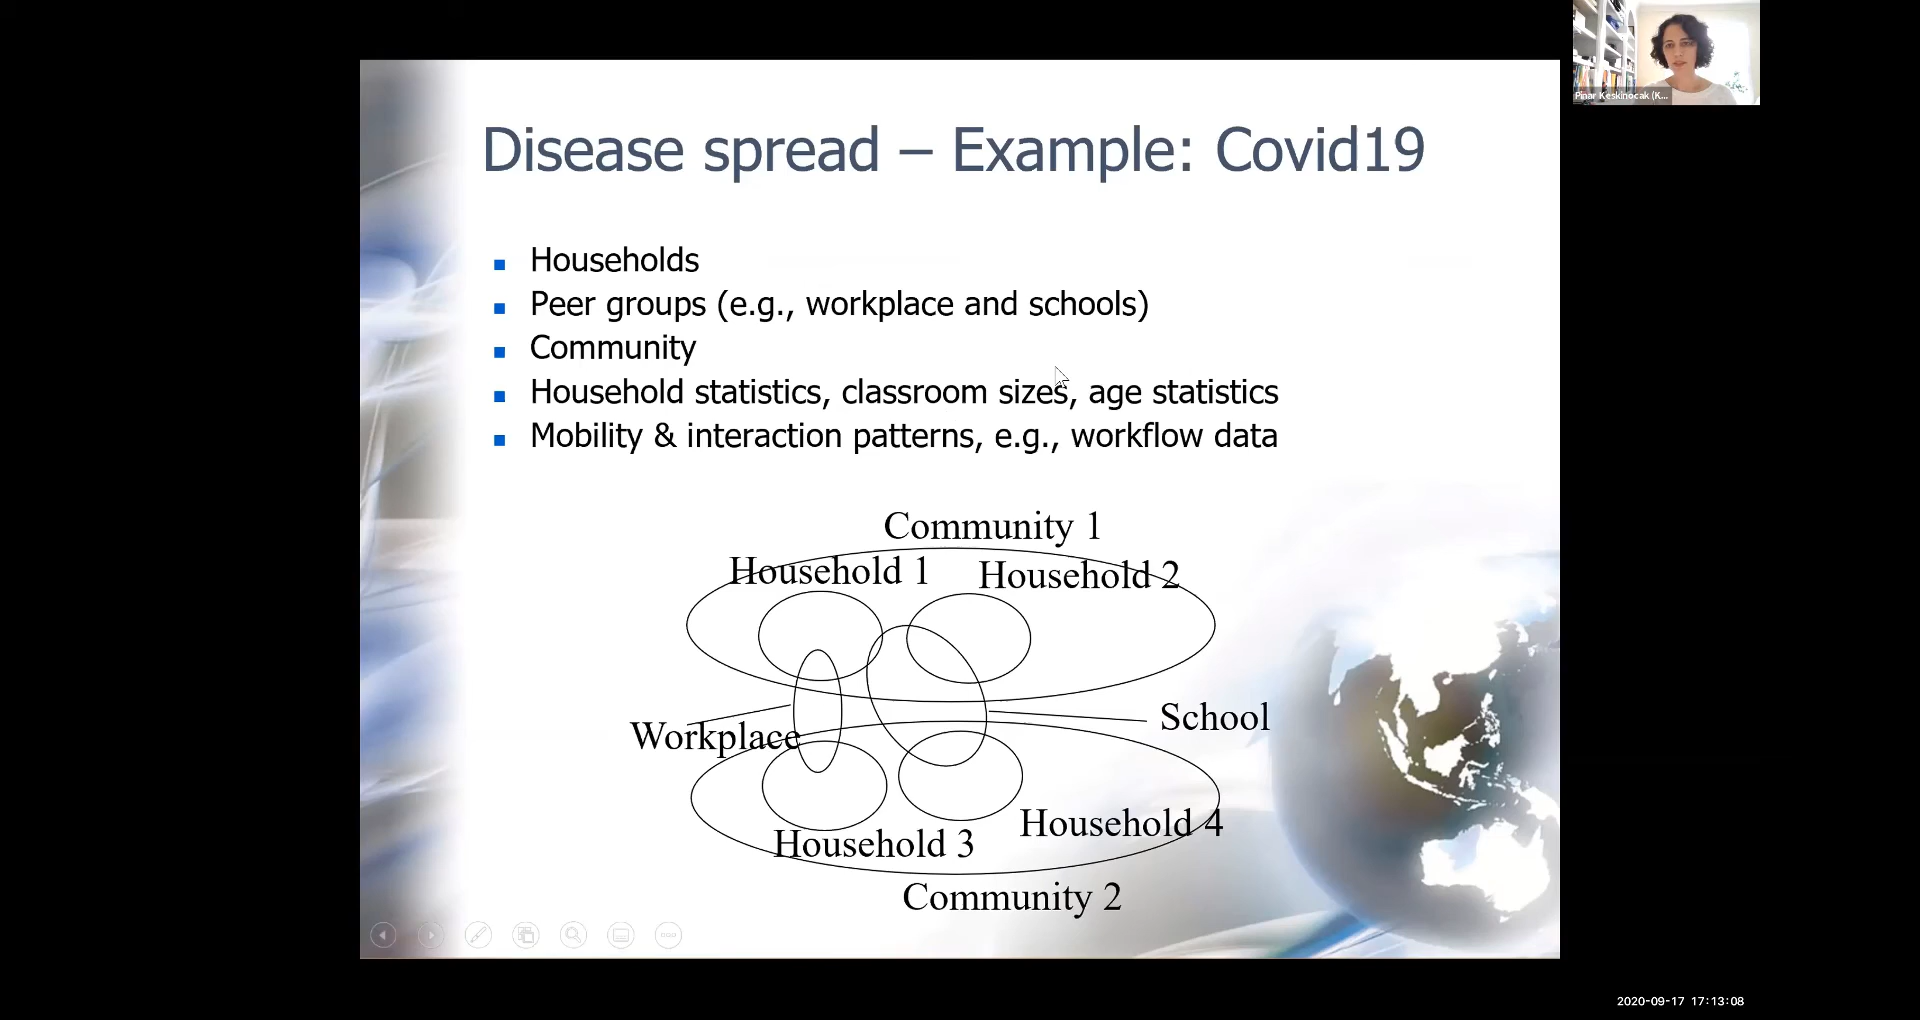 Pinar Keskinocak (K...
Disease spread – Example: Covid19
Households
Peer groups (e.g., workplace and schools)
Community
Household statistics, classroom sizes, age statistics
Mobility & interaction patterns, e.g., workflow data
Community 1
Household 1
Household 2
Workplace
School
Household 3
Household 4
Community 2
2020-09-17 17:13:08